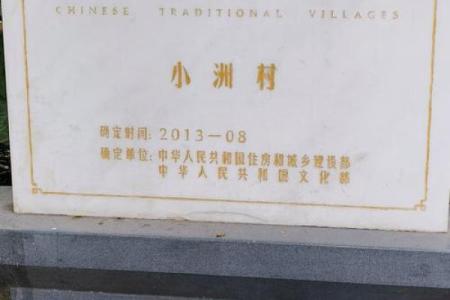 CHINESE TRADITIONAL VILLAGES
小洲村
确定时间：2013—08
确定单位：中华人民共和国住房和城乡建设部
中华人民共和国文化部